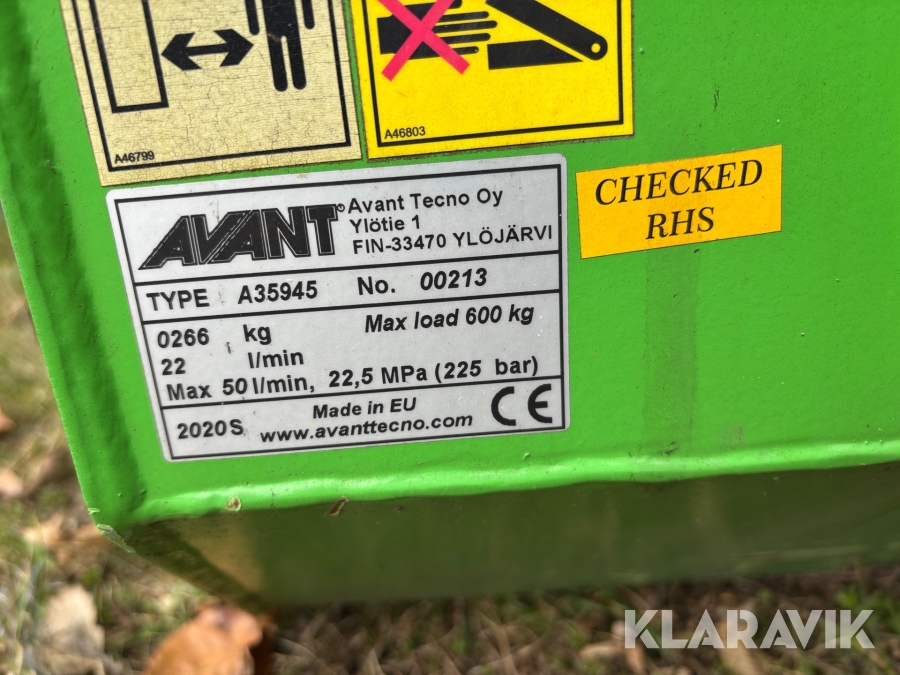 A46799
A46803
CHECKED
RHS
AVANT® Avant Tecno Oy
Ylötie 1
FIN-33470 YLÖJÄRVI
TYPE A35945 No. 00213
0266 kg Max load 600 kg
22 l/min
Max 50 l/min, 22,5 MPa (225 bar)
2020S Made in EU
www.avanttecno.com CE
KLARAVIK